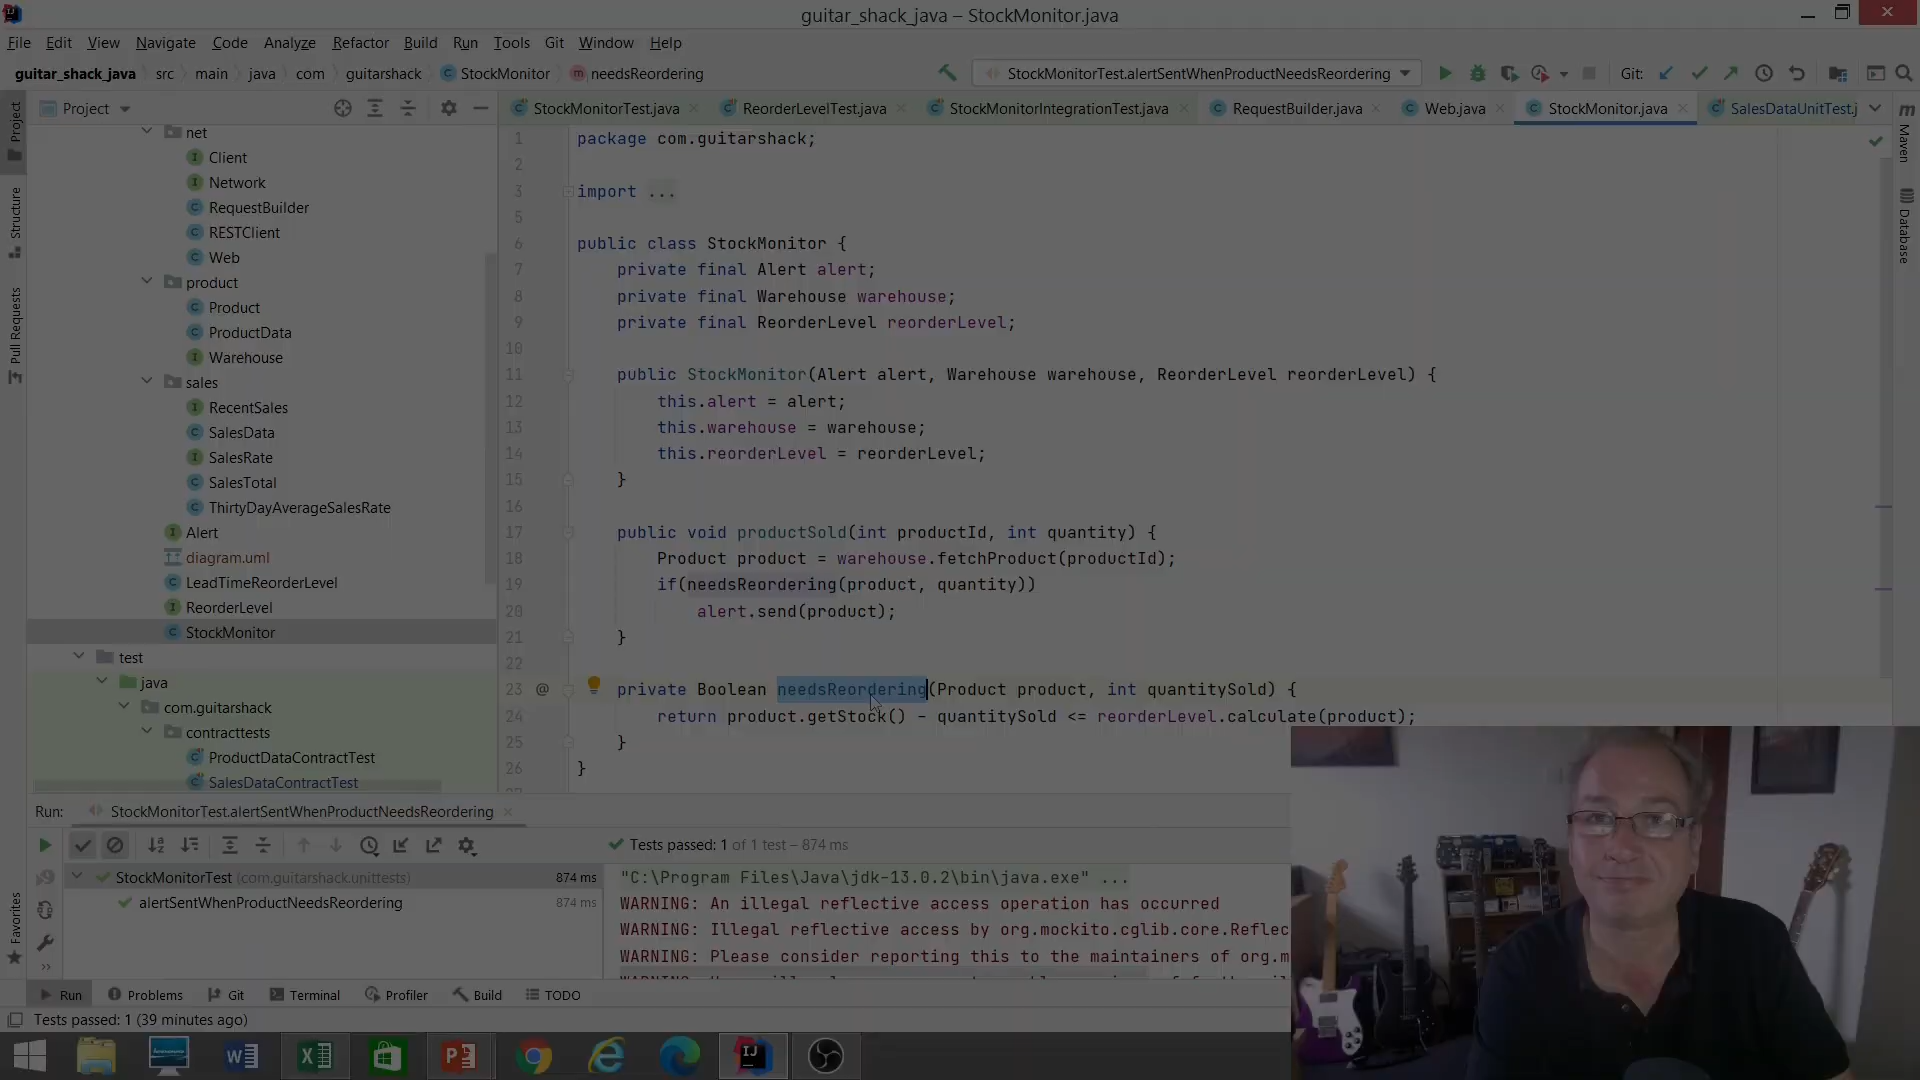 guitar_shack_java – StockMonitor.java
File Edit View Navigate Code Analyze Refactor Build Run Tools Git Window Help
guitar_shack_java src main java com guitarshack StockMonitor needsReordering
StockMonitorTest.alertSentWhenProductNeedsReordering
Git:
Project
StockMonitorTest.java
ReorderLevelTest.java
StockMonitorIntegrationTest.java
RequestBuilder.java
Web.java
StockMonitor.java
SalesDataUnitTest.j
Project
Structure
Pull Requests
Favorites
Maven
Database
net
Client
Network
RequestBuilder
RESTClient
Web
product
Product
ProductData
Warehouse
sales
RecentSales
SalesData
SalesRate
SalesTotal
ThirtyDayAverageSalesRate
Alert
diagram.uml
LeadTimeReorderLevel
ReorderLevel
StockMonitor
test
java
com.guitarshack
contracttests
ProductDataContractTest
SalesDataContractTest
1 package com.guitarshack;
2
3 import ...
5
6 public class StockMonitor {
7 private final Alert alert;
8 private final Warehouse warehouse;
9 private final ReorderLevel reorderLevel;
10
11 public StockMonitor(Alert alert, Warehouse warehouse, ReorderLevel reorderLevel) {
12 this.alert = alert;
13 this.warehouse = warehouse;
14 this.reorderLevel = reorderLevel;
15 }
16
17 public void productSold(int productId, int quantity) {
18 Product product = warehouse.fetchProduct(productId);
19 if(needsReordering(product, quantity))
20 alert.send(product);
21 }
22
23 @ private Boolean needsReordering(Product product, int quantitySold) {
24 return product.getStock() - quantitySold <= reorderLevel.calculate(product);
25 }
26 }
Run: StockMonitorTest.alertSentWhenProductNeedsReordering
Tests passed: 1 of 1 test – 874 ms
StockMonitorTest (com.guitarshack.unittests) 874 ms
alertSentWhenProductNeedsReordering 874 ms
"C:\Program Files\Java\jdk-13.0.2\bin\java.exe" ...
WARNING: An illegal reflective access operation has occurred
WARNING: Illegal reflective access by org.mockito.cglib.core.Reflec
WARNING: Please consider reporting this to the maintainers of org.m
Run Problems Git Terminal Profiler Build TODO
Tests passed: 1 (39 minutes ago)